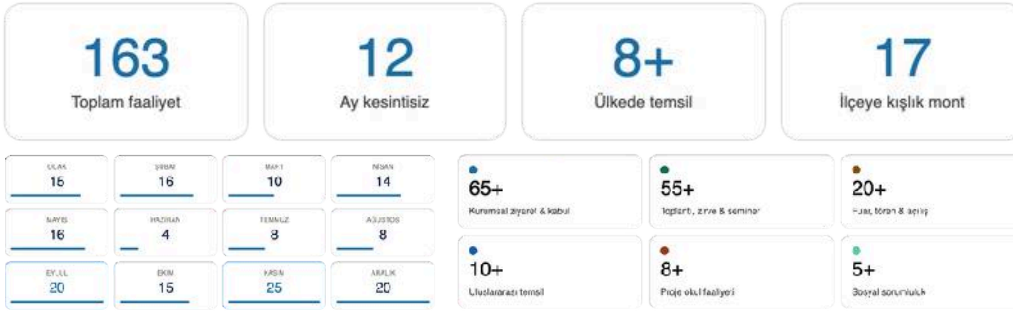 163
Toplam faaliyet
12
Ay kesintisiz
8+
Ülkede temsil
17
İlçeye kışlık mont
OCAK
15
ŞUBAT
16
MART
10
NİSAN
14
MAYIS
16
HAZİRAN
4
TEMMUZ
8
AĞUSTOS
8
EYLÜL
20
EKİM
15
KASIM
25
ARALIK
20
65+
Kurumsal ziyaret & kabul
55+
Toplantı, zirve & seminer
20+
Fuar, tören & açılış
10+
Uluslararası temsil
8+
Proje okul faaliyeti
5+
Sosyal sorumluluk